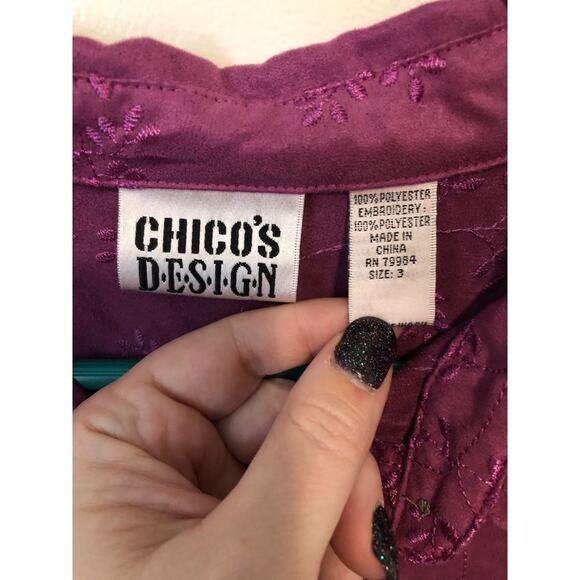 CHICO'S
D·E·S·I·G·N
100% POLYESTER
EMBROIDERY:
100% POLYESTER
MADE IN
CHINA
RN 79984
SIZE: 3